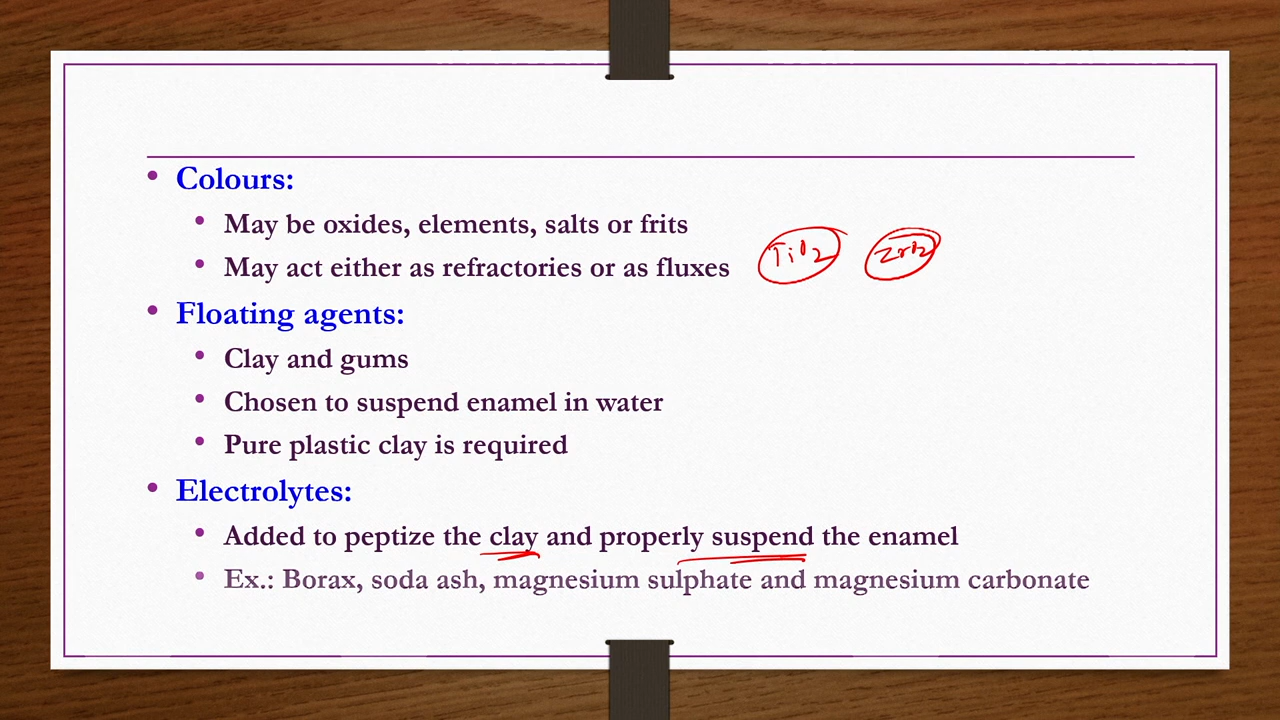 Colours:
May be oxides, elements, salts or frits
May act either as refractories or as fluxes TiO2 ZrO2
Floating agents:
Clay and gums
Chosen to suspend enamel in water
Pure plastic clay is required
Electrolytes:
Added to peptize the clay and properly suspend the enamel
Ex.: Borax, soda ash, magnesium sulphate and magnesium carbonate